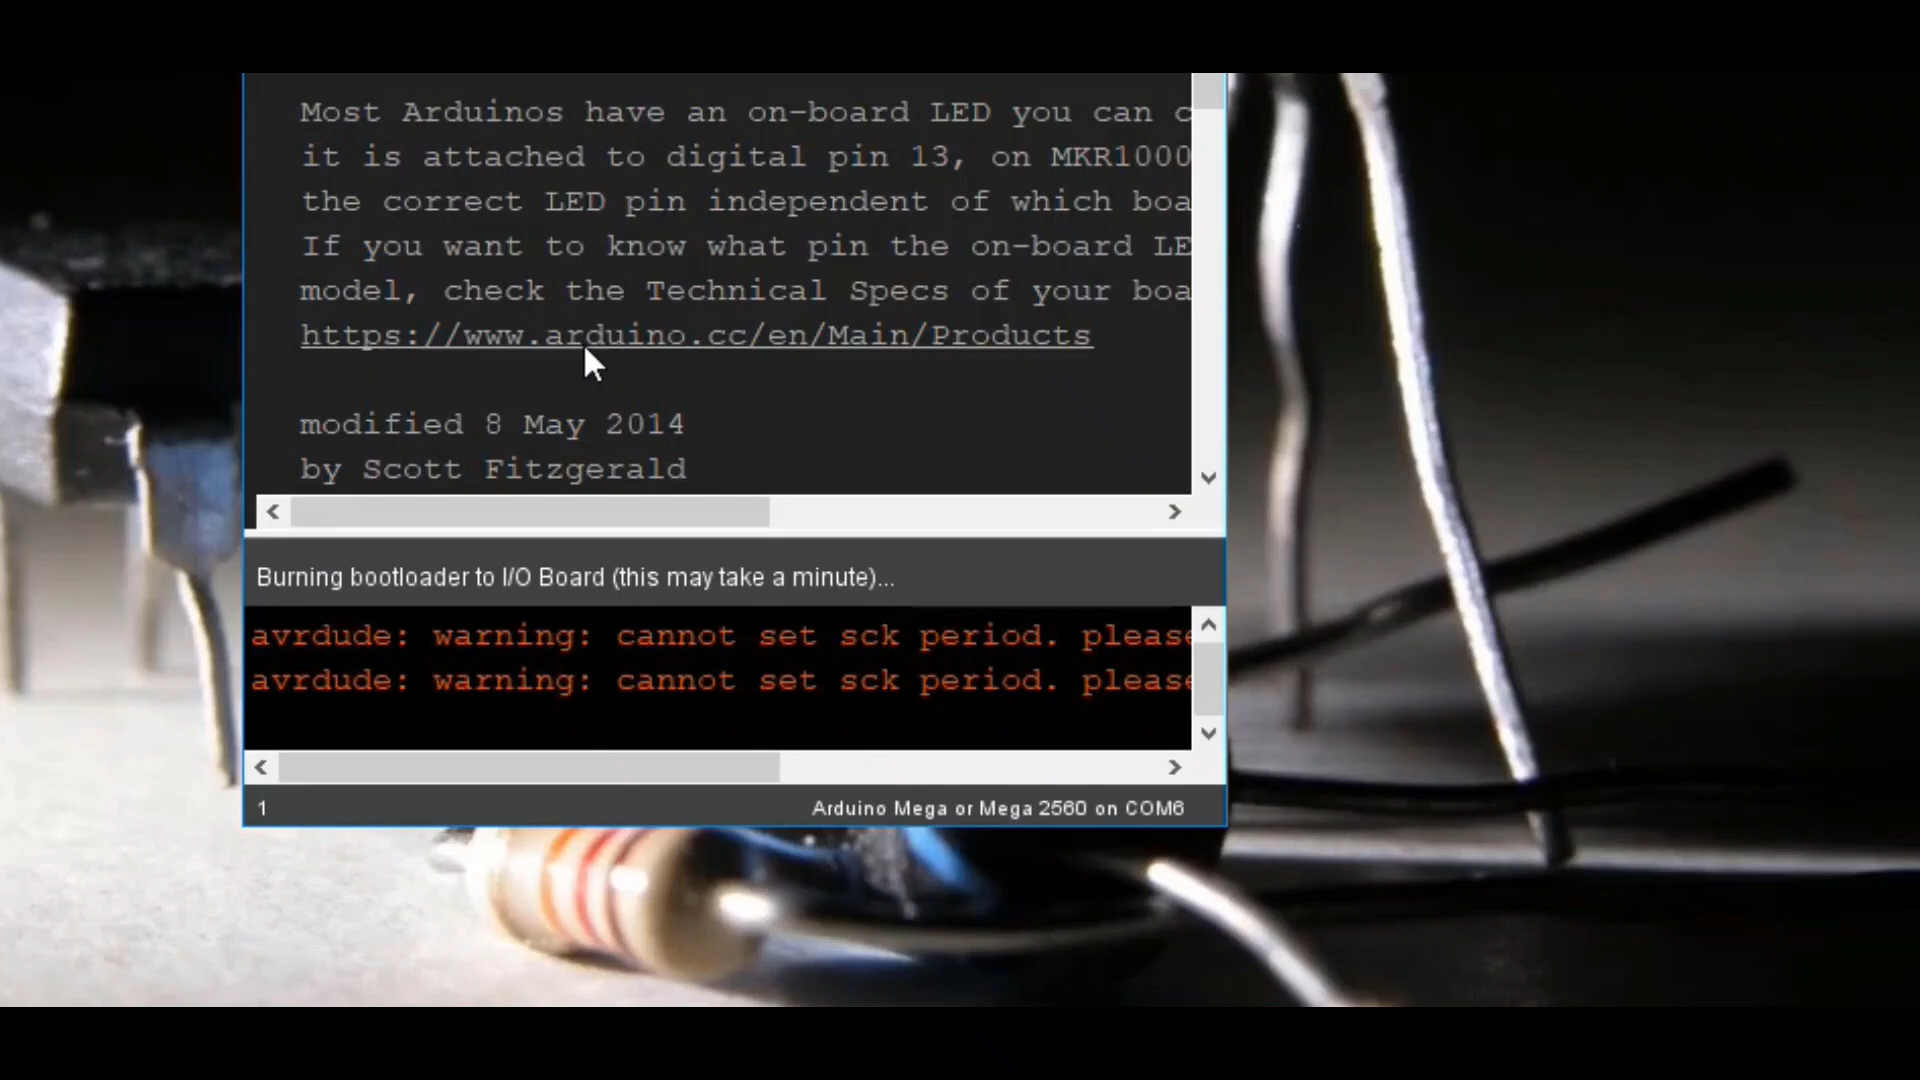 Most Arduinos have an on-board LED you can c
it is attached to digital pin 13, on MKR1000
the correct LED pin independent of which boa
If you want to know what pin the on-board LE
model, check the Technical Specs of your boa
https://www.arduino.cc/en/Main/Products
modified 8 May 2014
by Scott Fitzgerald
Burning bootloader to I/O Board (this may take a minute)...
avrdude: warning: cannot set sck period. please
avrdude: warning: cannot set sck period. please
1
Arduino Mega or Mega 2560 on COM6